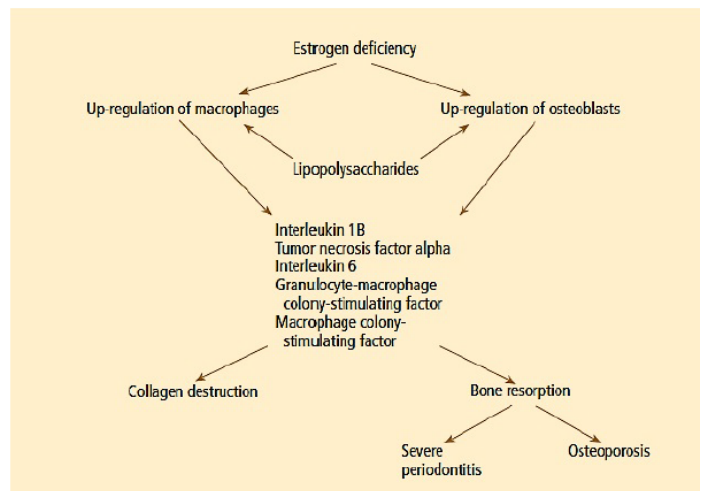 Estrogen deficiency
Up-regulation of macrophages
Up-regulation of osteoblasts
Lipopolysaccharides
Interleukin 1B
Tumor necrosis factor alpha
Interleukin 6
Granulocyte-macrophage
colony-stimulating factor
Macrophage colony-
stimulating factor
Collagen destruction
Bone resorption
Severe
periodontitis
Osteoporosis